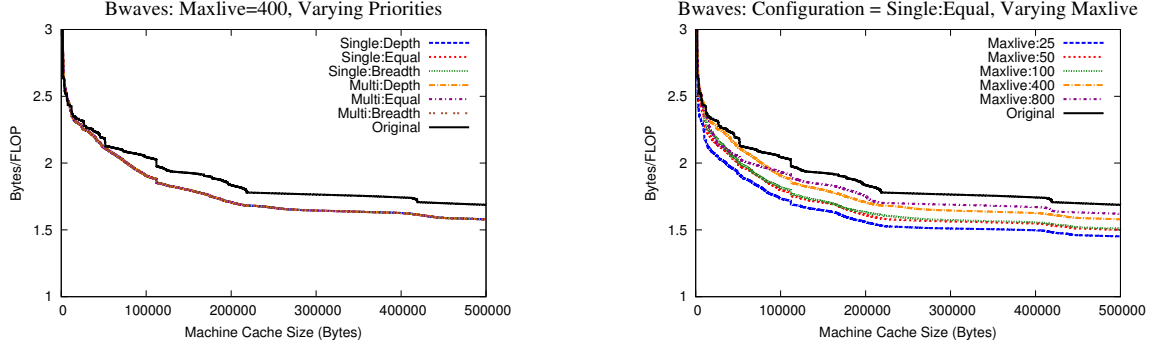 Bwaves: Maxlive=400, Varying Priorities
3
2.5
2
1.5
1
Bytes/FLOP
Single:Depth
Single:Equal
Single:Breadth
Multi:Depth
Multi:Equal
Multi:Breadth
Original
0 100000 200000 300000 400000 500000
Machine Cache Size (Bytes)
Bwaves: Configuration = Single:Equal, Varying Maxlive
3
2.5
2
1.5
1
Bytes/FLOP
Maxlive:25
Maxlive:50
Maxlive:100
Maxlive:400
Maxlive:800
Original
0 100000 200000 300000 400000 500000
Machine Cache Size (Bytes)